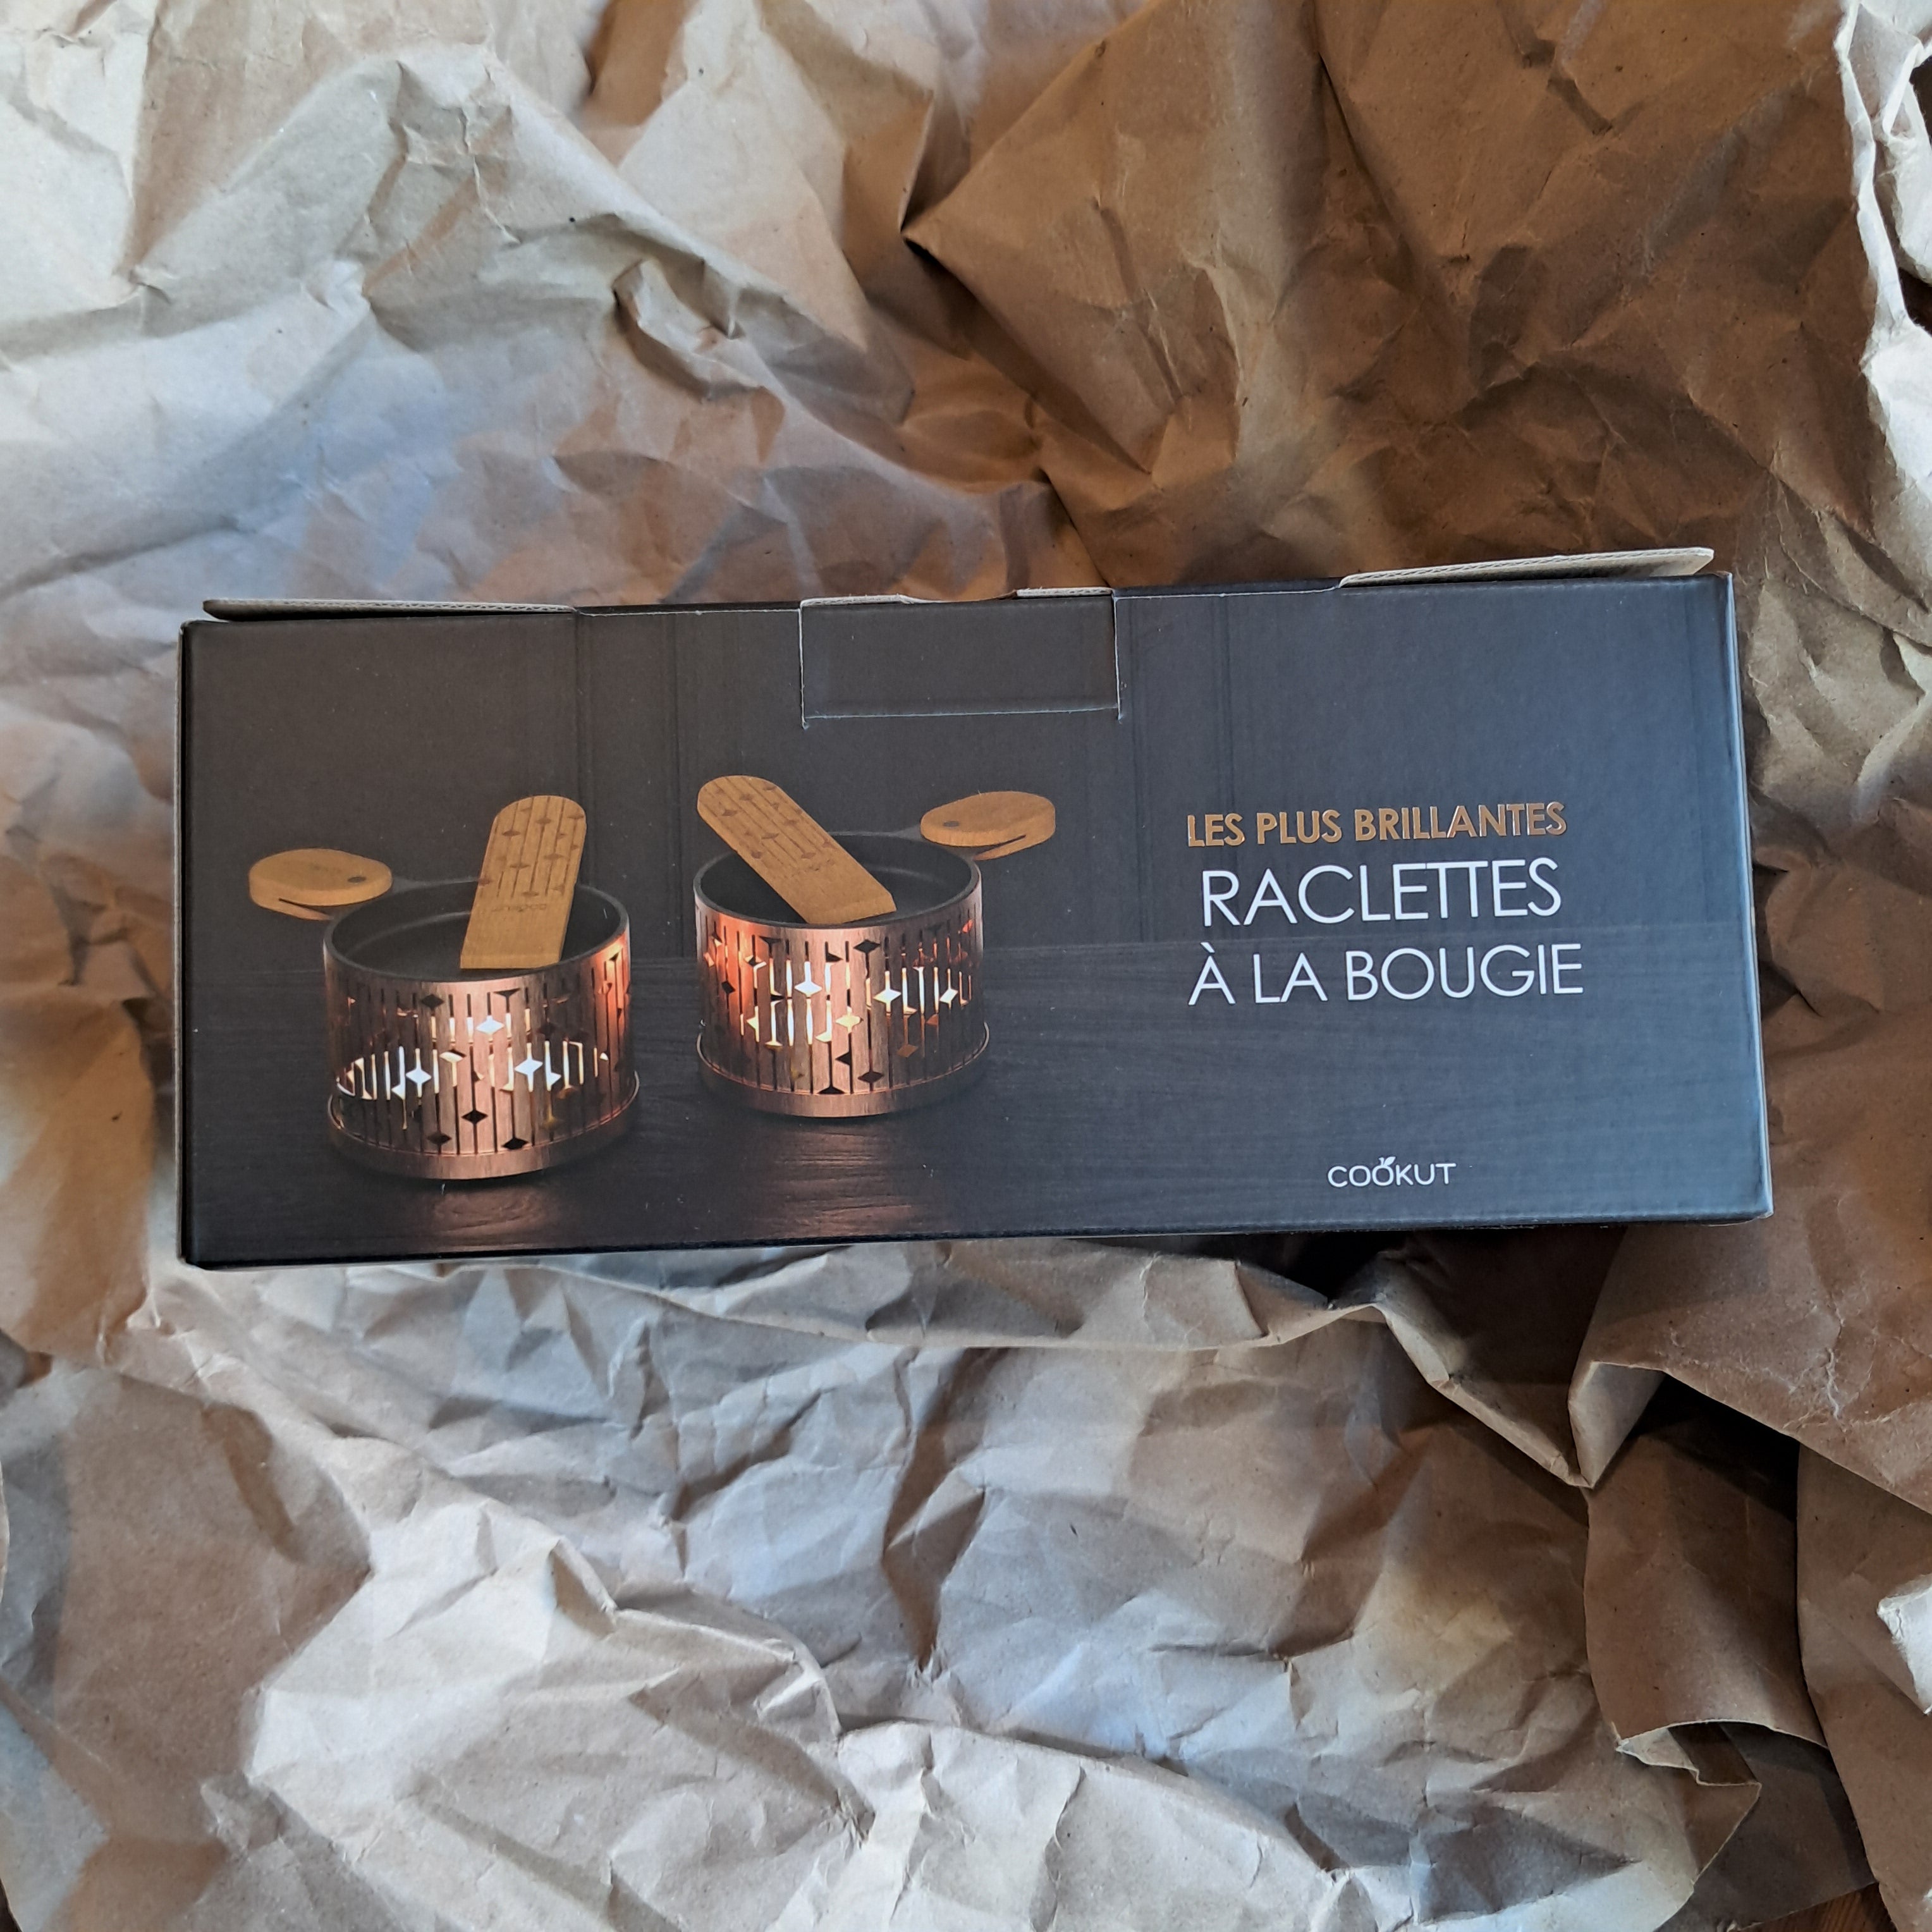 LES PLUS BRILLANTES
RACLETTES
À LA BOUGIE
COOKUT